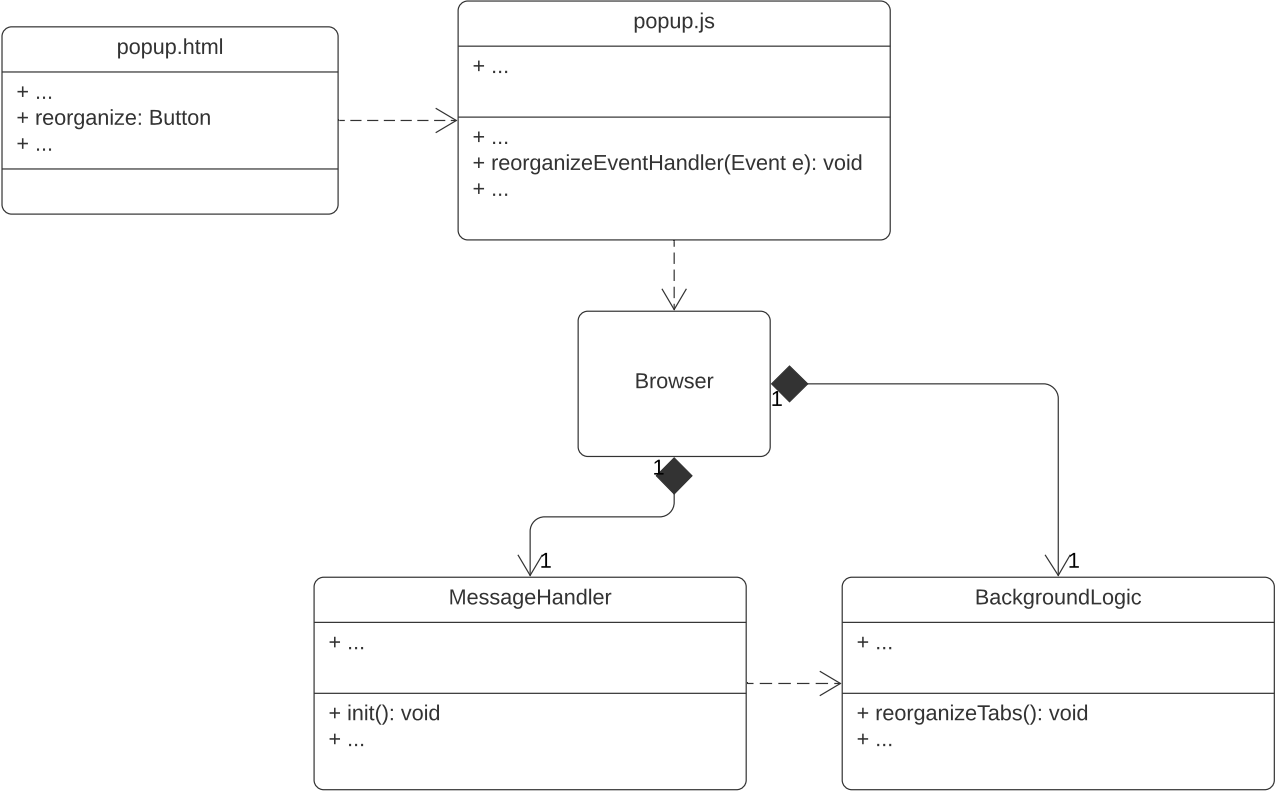 popup.html
+ ...
+ reorganize: Button
+ ...
popup.js
+ ...
+ ...
+ reorganizeEventHandler(Event e): void
+ ...
Browser
1
1
1
1
MessageHandler
+ ...
+ init(): void
+ ...
BackgroundLogic
+ ...
+ reorganizeTabs(): void
+ ...